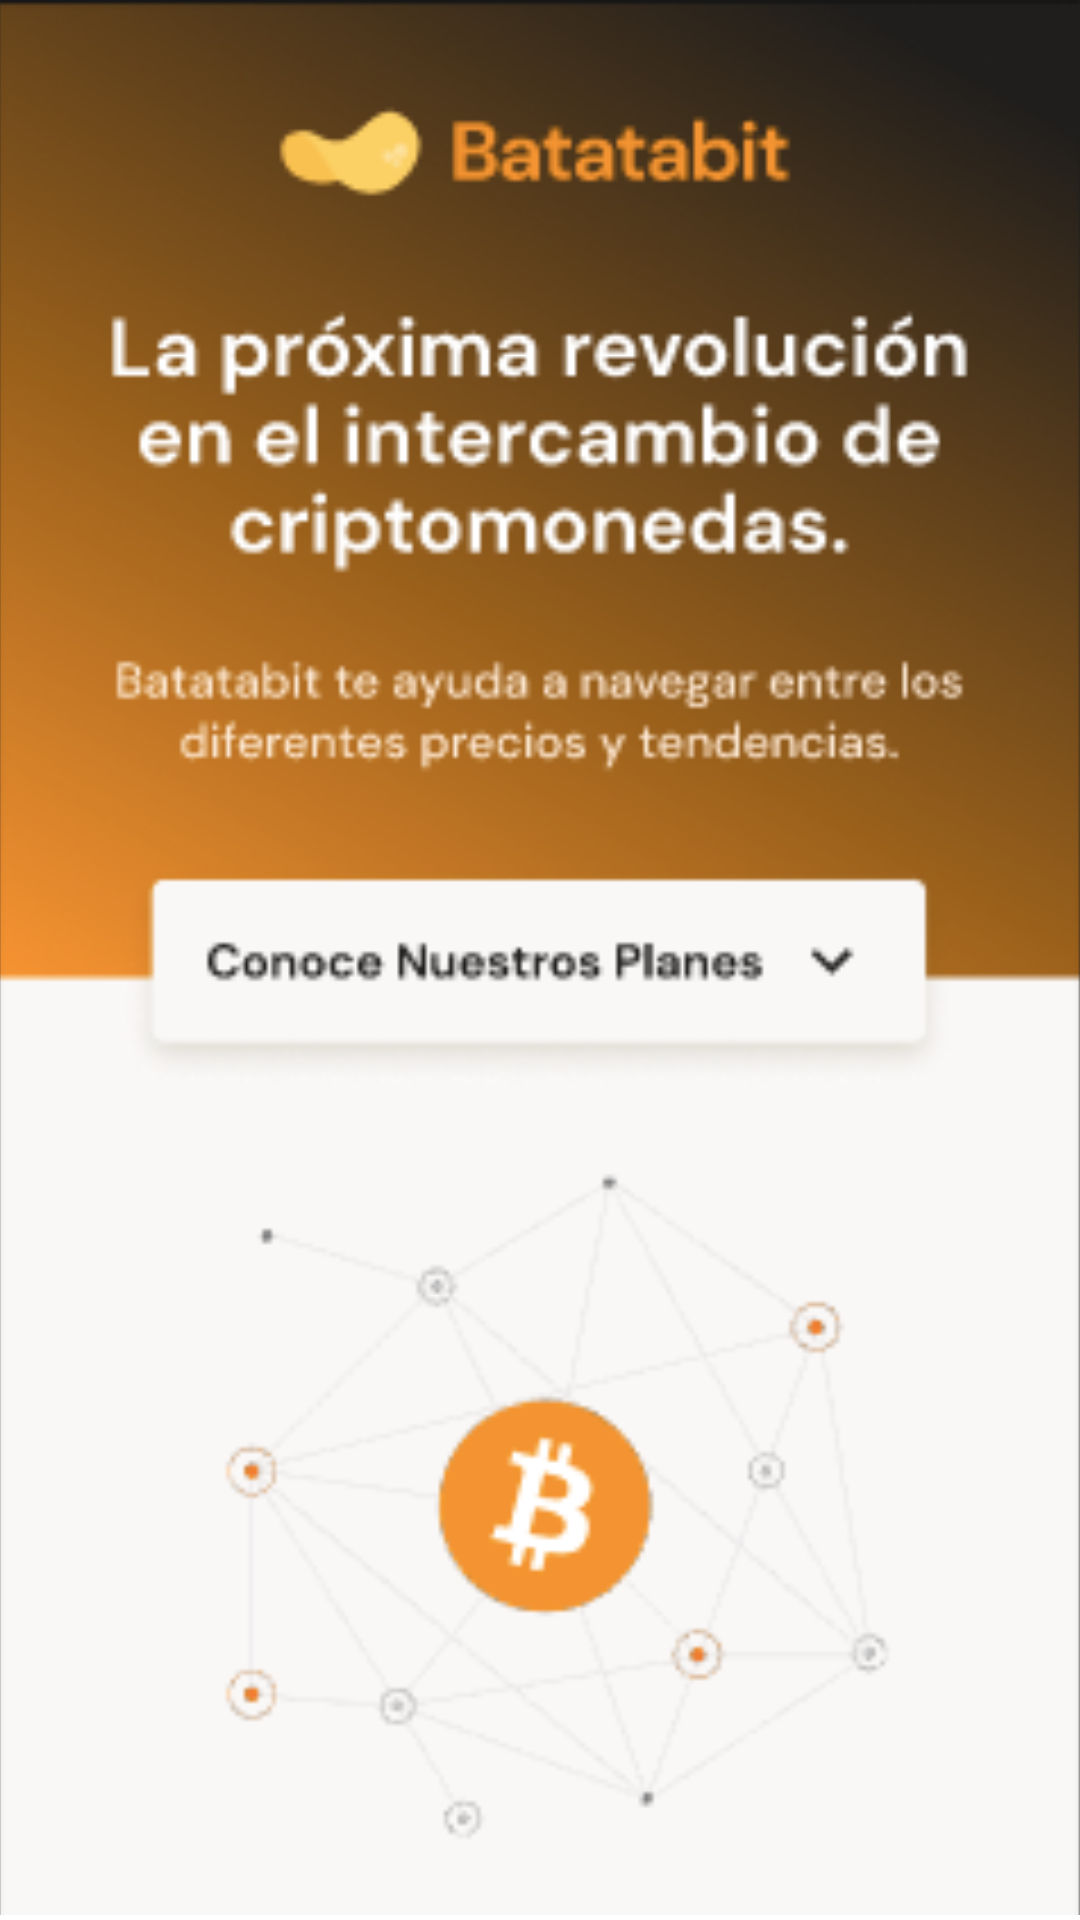 Batatabit
La próxima revolución
en el intercambio de
criptomonedas.
Batatabit te ayuda a navegar entre los
diferentes precios y tendencias.
Conoce Nuestros Planes